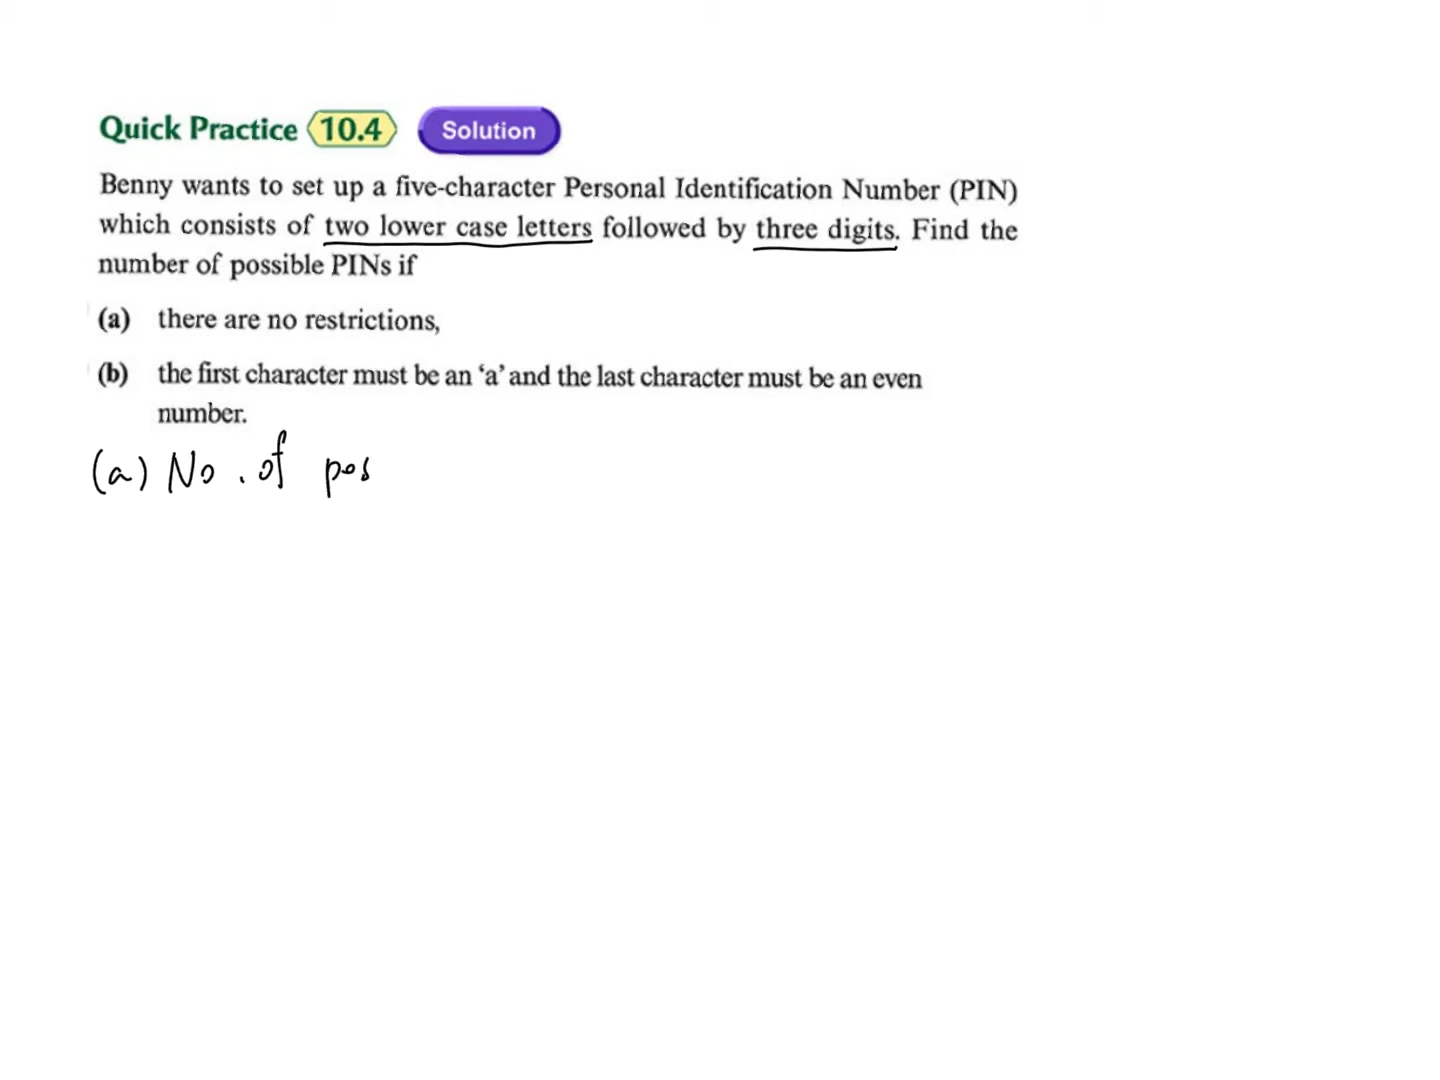 Quick Practice 10.4 Solution
Benny wants to set up a five-character Personal Identification Number (PIN)
which consists of two lower case letters followed by three digits. Find the
number of possible PINs if
(a) there are no restrictions,
(b) the first character must be an ‘a’ and the last character must be an even
number.
(a) No. of pos